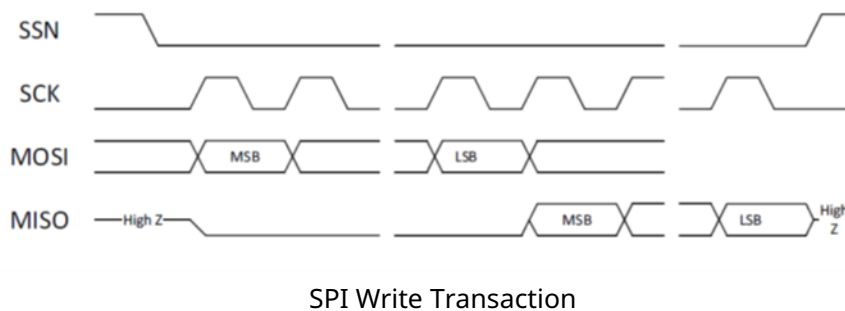 SSN
SCK
MOSI MSB LSB
MISO High Z MSB LSB High
Z
SPI Write Transaction